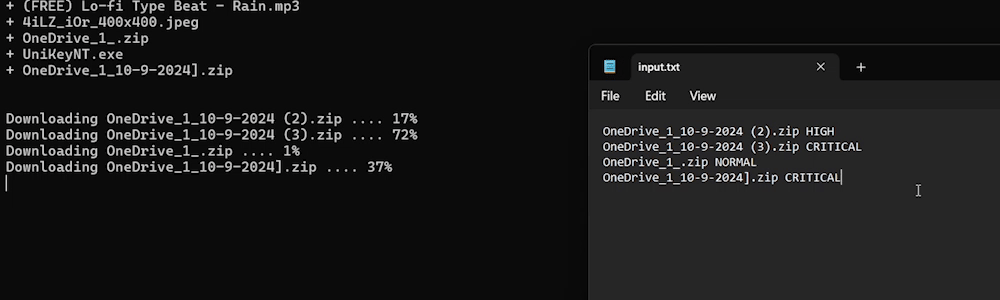 + (FREE) Lo-fi Type Beat - Rain.mp3
+ 4iLZ_iOr_400x400.jpeg
+ OneDrive_1_.zip
+ UniKeyNT.exe
+ OneDrive_1_10-9-2024].zip
Downloading OneDrive_1_10-9-2024 (2).zip .... 17%
Downloading OneDrive_1_10-9-2024 (3).zip .... 72%
Downloading OneDrive_1_.zip .... 1%
Downloading OneDrive_1_10-9-2024].zip .... 37%
input.txt
File Edit View
OneDrive_1_10-9-2024 (2).zip HIGH
OneDrive_1_10-9-2024 (3).zip CRITICAL
OneDrive_1_.zip NORMAL
OneDrive_1_10-9-2024].zip CRITICAL